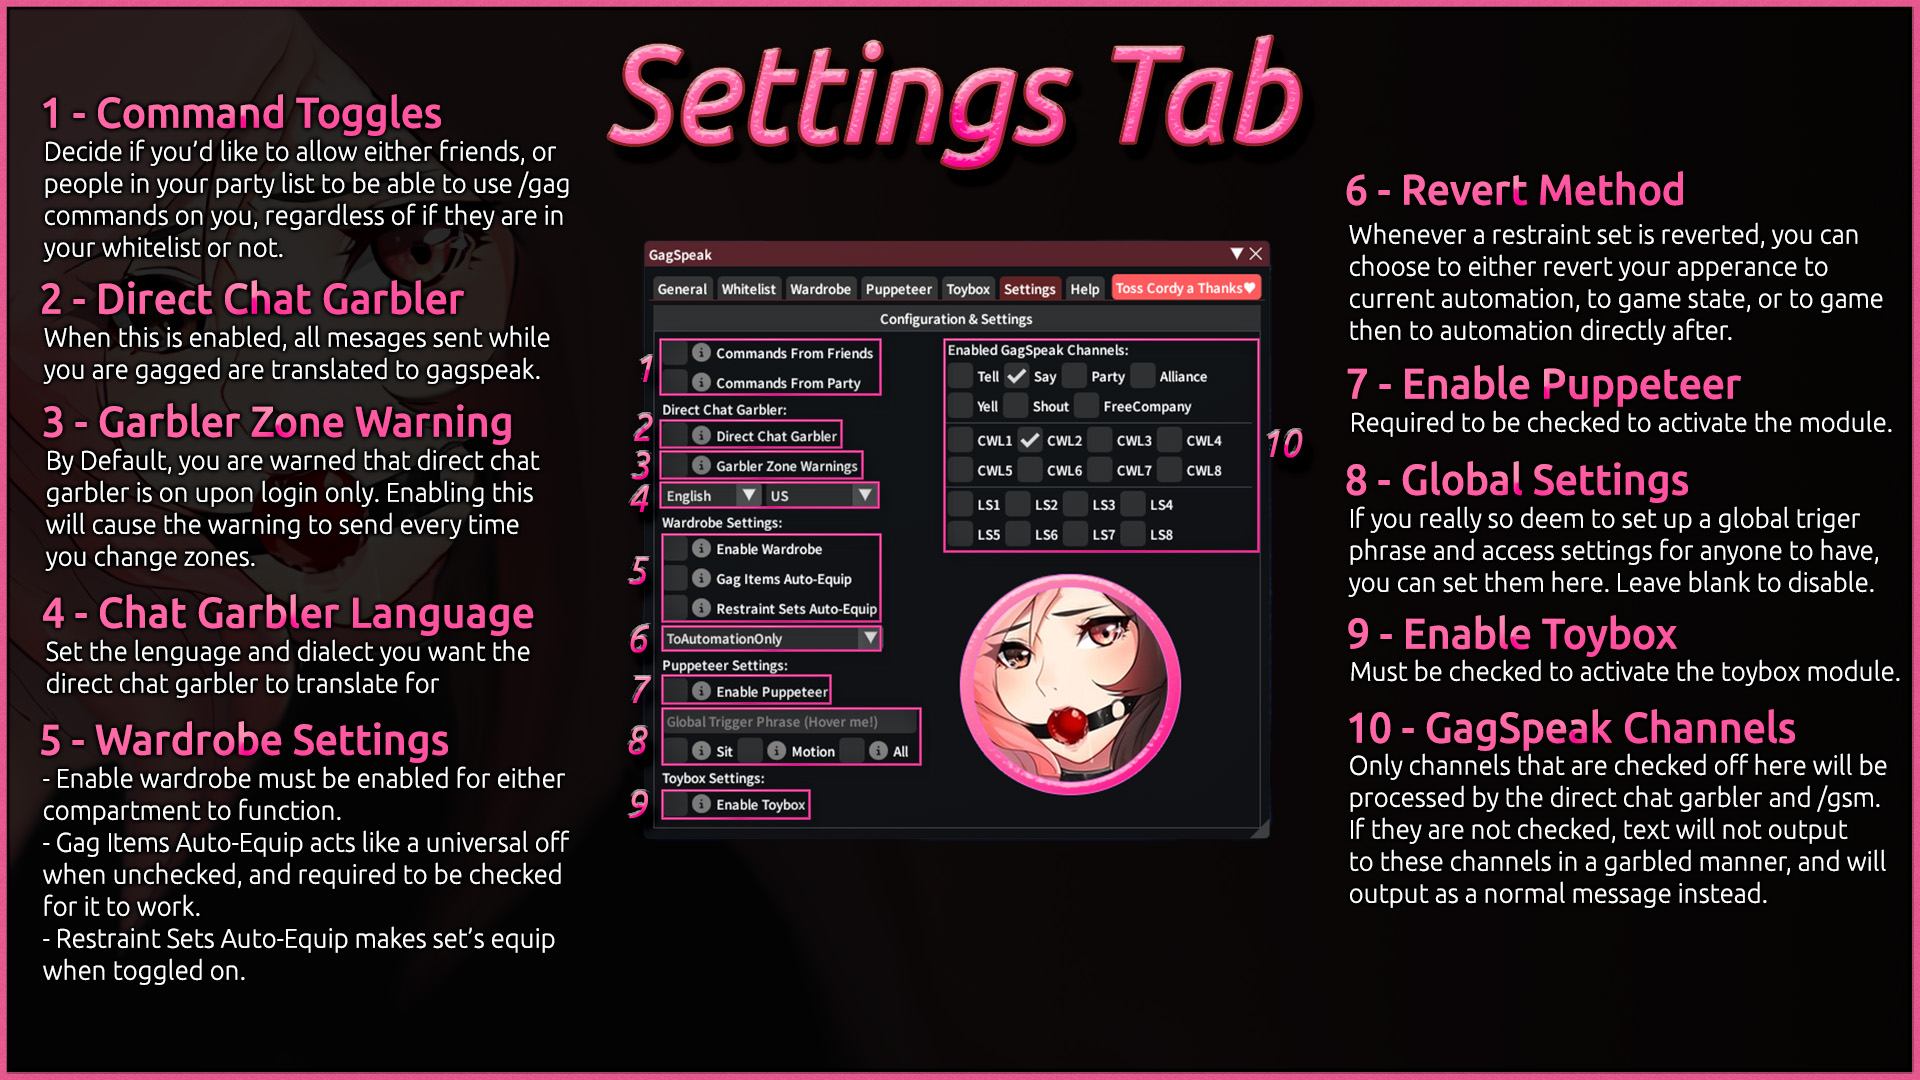 Settings Tab
1 - Command Toggles
Decide if you'd like to allow either friends, or
people in your party list to be able to use /gag
commands on you, regardless of if they are in
your whitelist or not.
2 - Direct Chat Garbler
When this is enabled, all mesages sent while
you are gagged are translated to gagspeak.
3 - Garbler Zone Warning
By Default, you are warned that direct chat
garbler is on upon login only. Enabling this
will cause the warning to send every time
you change zones.
4 - Chat Garbler Language
Set the lenguage and dialect you want the
direct chat garbler to translate for
5 - Wardrobe Settings
- Enable wardrobe must be enabled for either
compartment to function.
- Gag Items Auto-Equip acts like a universal off
when unchecked, and required to be checked
for it to work.
- Restraint Sets Auto-Equip makes set's equip
when toggled on.
GagSpeak
General Whitelist Wardrobe Puppeteer Toybox Settings Help Toss Cordy a Thanks♥
Configuration & Settings
1
Commands From Friends
Commands From Party
Direct Chat Garbler:
2
Direct Chat Garbler
3
Garbler Zone Warnings
4
English US
Wardrobe Settings:
5
Enable Wardrobe
Gag Items Auto-Equip
Restraint Sets Auto-Equip
6
ToAutomationOnly
Puppeteer Settings:
7
Enable Puppeteer
8
Global Trigger Phrase (Hover me!)
Sit Motion All
Toybox Settings:
9
Enable Toybox
Enabled GagSpeak Channels:
Tell Say Party Alliance
Yell Shout FreeCompany
CWL1 CWL2 CWL3 CWL4
CWL5 CWL6 CWL7 CWL8
LS1 LS2 LS3 LS4
LS5 LS6 LS7 LS8
10
6 - Revert Method
Whenever a restraint set is reverted, you can
choose to either revert your apperance to
current automation, to game state, or to game
then to automation directly after.
7 - Enable Puppeteer
Required to be checked to activate the module.
8 - Global Settings
If you really so deem to set up a global triger
phrase and access settings for anyone to have,
you can set them here. Leave blank to disable.
9 - Enable Toybox
Must be checked to activate the toybox module.
10 - GagSpeak Channels
Only channels that are checked off here will be
processed by the direct chat garbler and /gsm.
If they are not checked, text will not output
to these channels in a garbled manner, and will
output as a normal message instead.